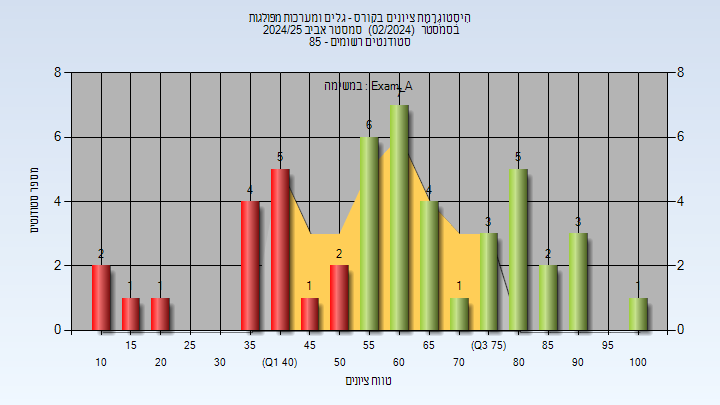 היסטוגרמת ציונים בקורס - גלים ומערכות מפולגות
בסמסטר (02/2024) סמסטר אביב 2024/25
סטודנטים רשומים - 85
במשימה : Exam_A
מספר סטודנטים
8 8
6 6
4 4
2 2
0 0
2 1 1 4 5 1 2 6 7 4 1 3 5 2 3 1
15 25 35 45 55 65 (Q3 75) 85 95
10 20 30 (Q1 40) 50 60 70 80 90 100
טווח ציונים